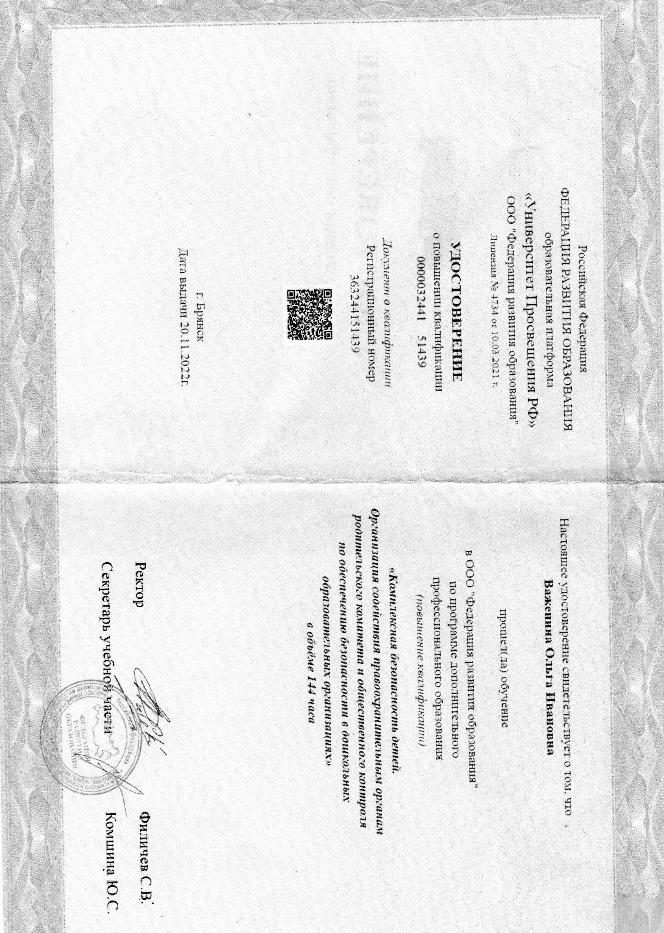 Российская Федерация
ФЕДЕРАЦИЯ РАЗВИТИЯ ОБРАЗОВАНИЯ
образовательная платформа
«Университет Просвещения РФ»
ООО "Федерация развития образования"
Лицензия № 4734 от 10.03.2021 г.
УДОСТОВЕРЕНИЕ
о повышении квалификации
0000032441 51439
Документ о квалификации
Регистрационный номер
363244151439
г. Брянск
Дата выдачи 20.11.2022г.
Настоящее удостоверение свидетельствует о том, что
Важенина Ольга Ивановна
прошел(ла) обучение
в ООО "Федерация развития образования"
по программе дополнительного
профессионального образования
(повышение квалификации)
«Комплексная безопасность детей.
Организация содействия правоохранительным органам
родительского комитета и общественного контроля
по обеспечению безопасности в дошкольных
образовательных организациях»
в объёме 144 часа
Ректор Филичев С.В.
Секретарь учебной части Комшина Ю.С.